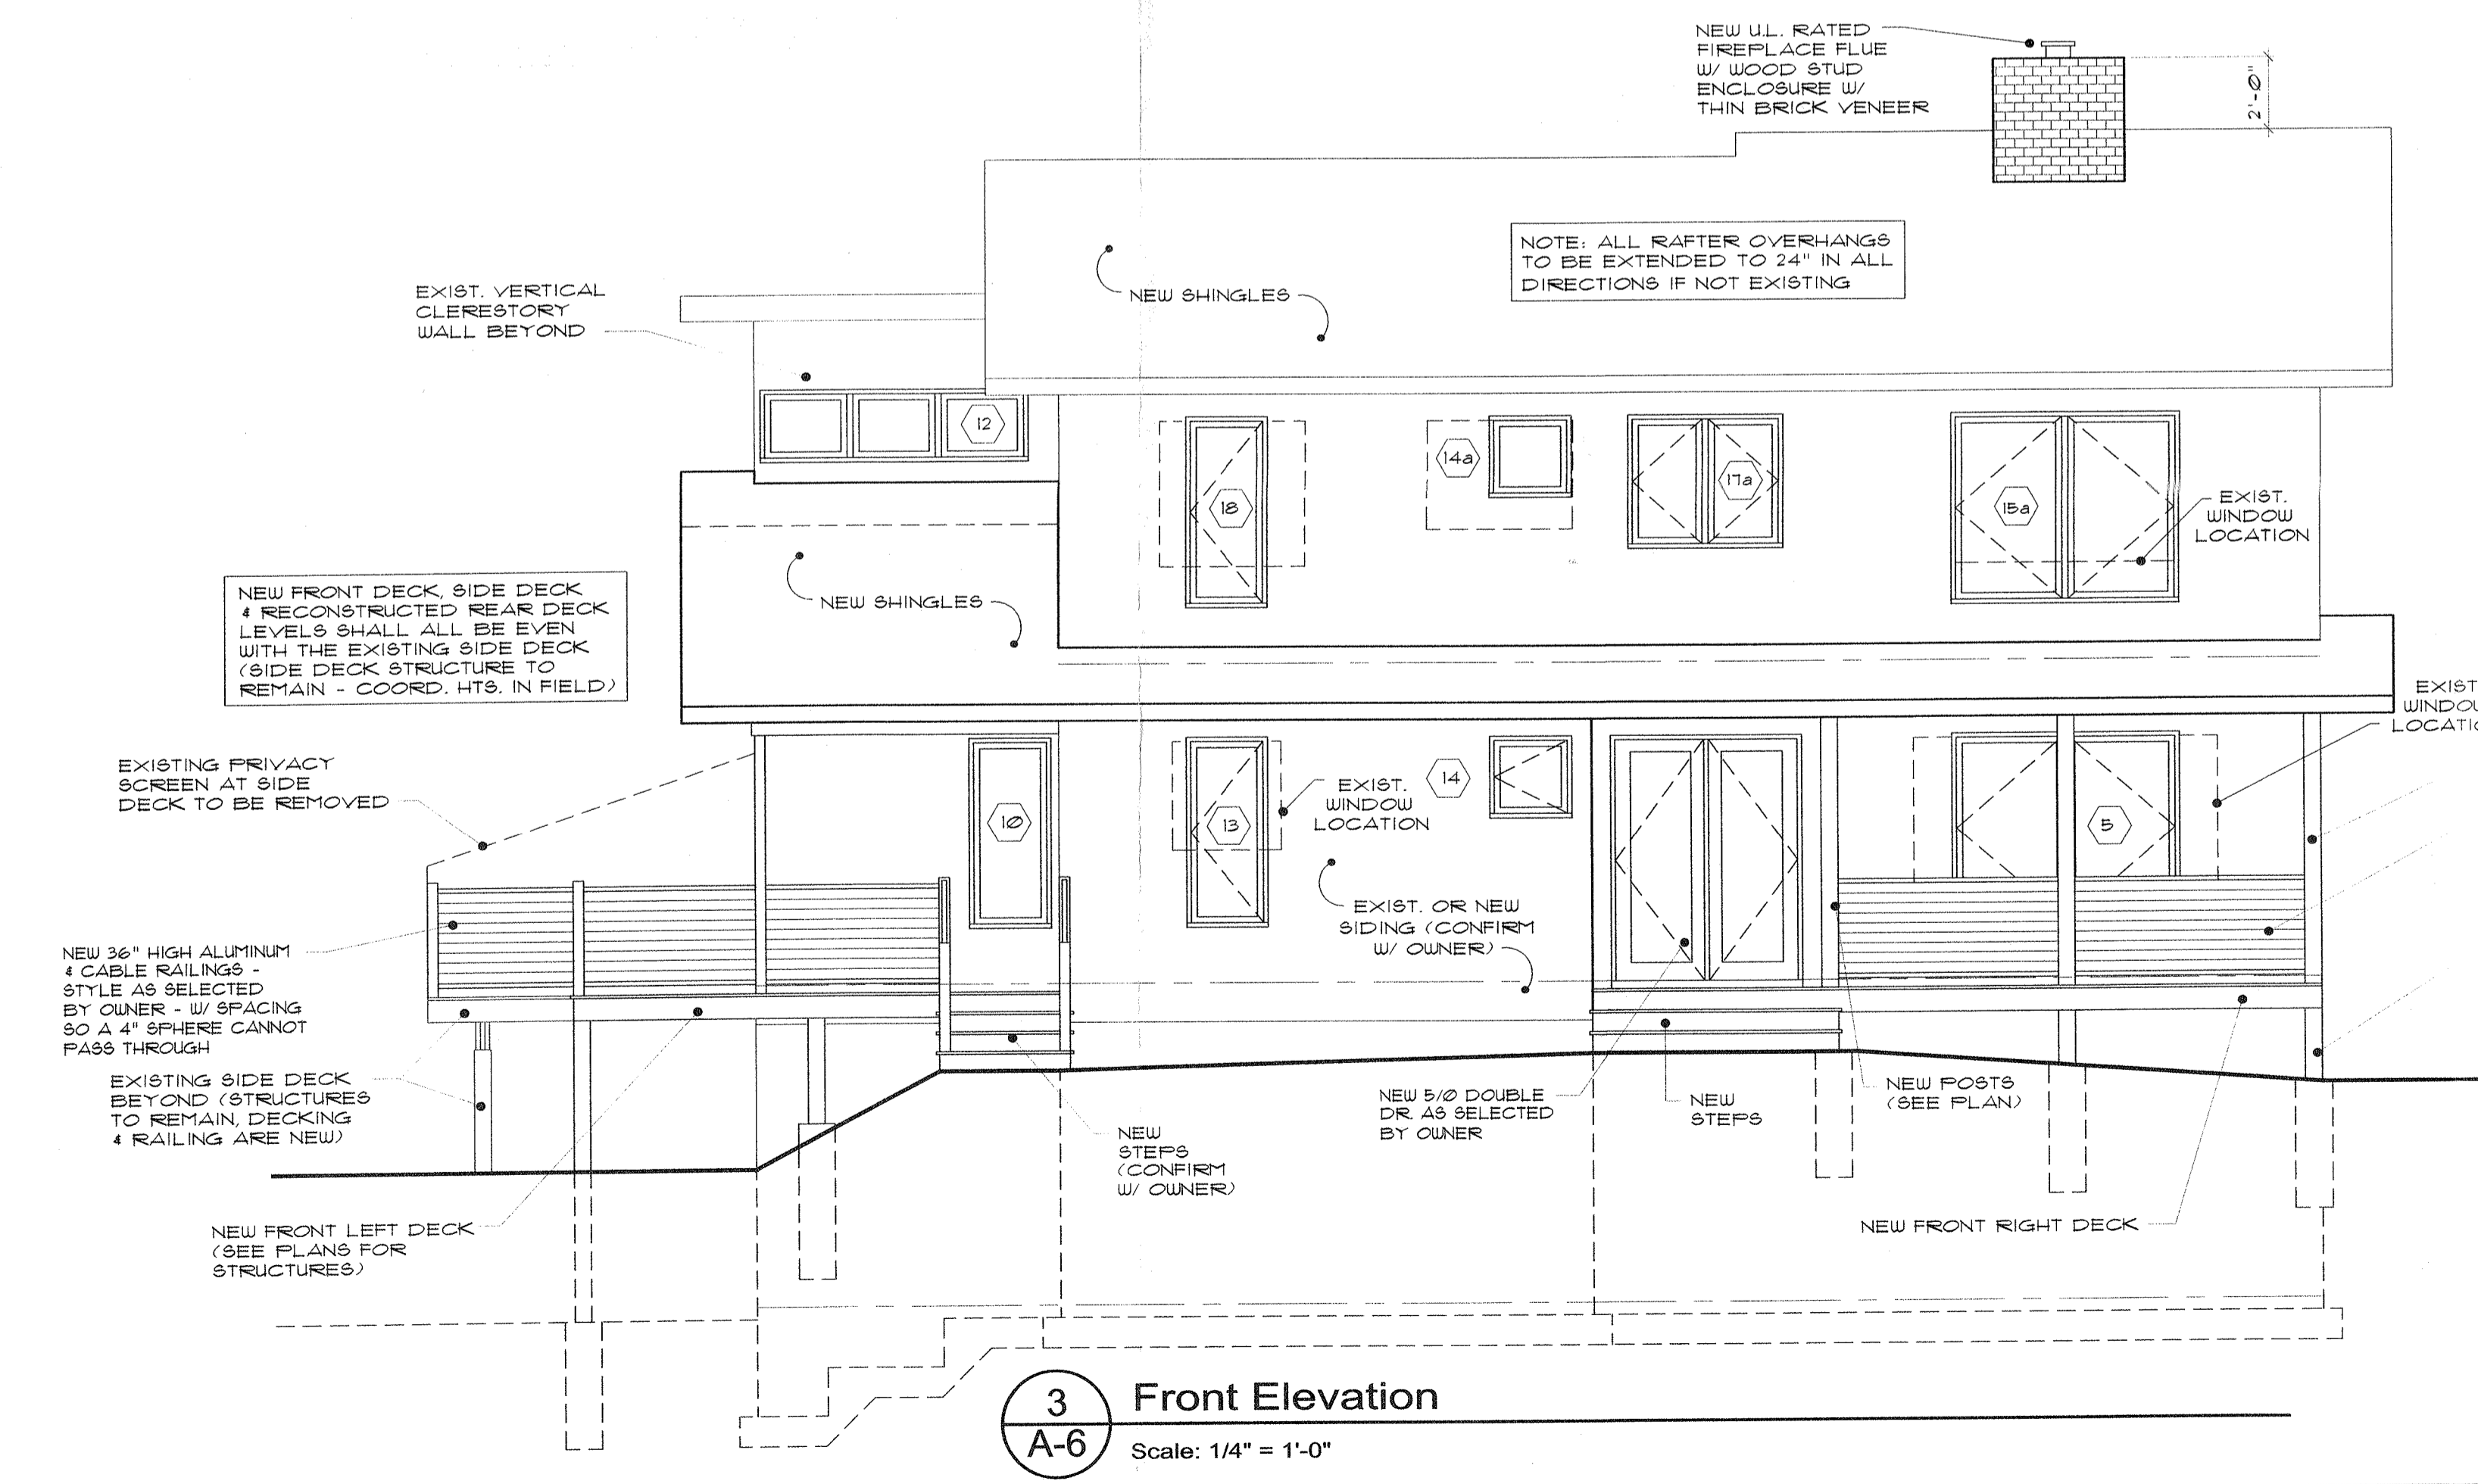 NEW U.L. RATED
FIREPLACE FLUE
W/ WOOD STUD
ENCLOSURE W/
THIN BRICK VENEER
2'-0"
NOTE: ALL RAFTER OVERHANGS
TO BE EXTENDED TO 24" IN ALL
DIRECTIONS IF NOT EXISTING
EXIST. VERTICAL
CLERESTORY
WALL BEYOND
NEW SHINGLES
12
18
14a
17a
15a
EXIST.
WINDOW
LOCATION
NEW FRONT DECK, SIDE DECK
& RECONSTRUCTED REAR DECK
LEVELS SHALL ALL BE EVEN
WITH THE EXISTING SIDE DECK
(SIDE DECK STRUCTURE TO
REMAIN - COORD. HTS. IN FIELD)
NEW SHINGLES
EXIST
WINDOW
LOCATIO
EXISTING PRIVACY
SCREEN AT SIDE
DECK TO BE REMOVED
10
13
EXIST.
WINDOW
LOCATION
14
5
EXIST. OR NEW
SIDING (CONFIRM
W/ OWNER)
NEW 36" HIGH ALUMINUM
& CABLE RAILINGS -
STYLE AS SELECTED
BY OWNER - W/ SPACING
SO A 4" SPHERE CANNOT
PASS THROUGH
EXISTING SIDE DECK
BEYOND (STRUCTURES
TO REMAIN, DECKING
& RAILING ARE NEW)
NEW
STEPS
(CONFIRM
W/ OWNER)
NEW 5/0 DOUBLE
DR. AS SELECTED
BY OWNER
NEW
STEPS
NEW POSTS
(SEE PLAN)
NEW FRONT LEFT DECK
(SEE PLANS FOR
STRUCTURES)
NEW FRONT RIGHT DECK
3
A-6
Front Elevation
Scale: 1/4" = 1'-0"